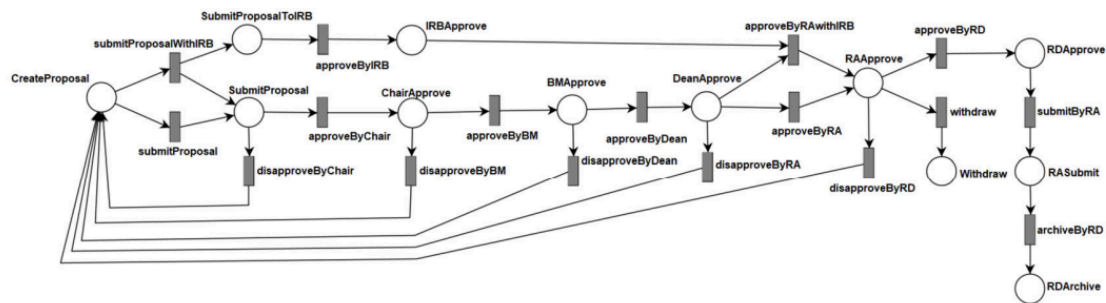 SubmitProposalToIRB
IRBApprove
approveByRAwithIRB
approveByRD
submitProposalWithIRB
RDApprove
approveByIRB
RAApprove
CreateProposal
SubmitProposal
ChairApprove
BMApprove
DeanApprove
withdraw
submitByRA
submitProposal
approveByChair
approveByBM
approveByDean
approveByRA
disapproveByChair
disapproveByBM
disapproveByDean
disapproveByRA
disapproveByRD
Withdraw
RASubmit
archiveByRD
RDArchive